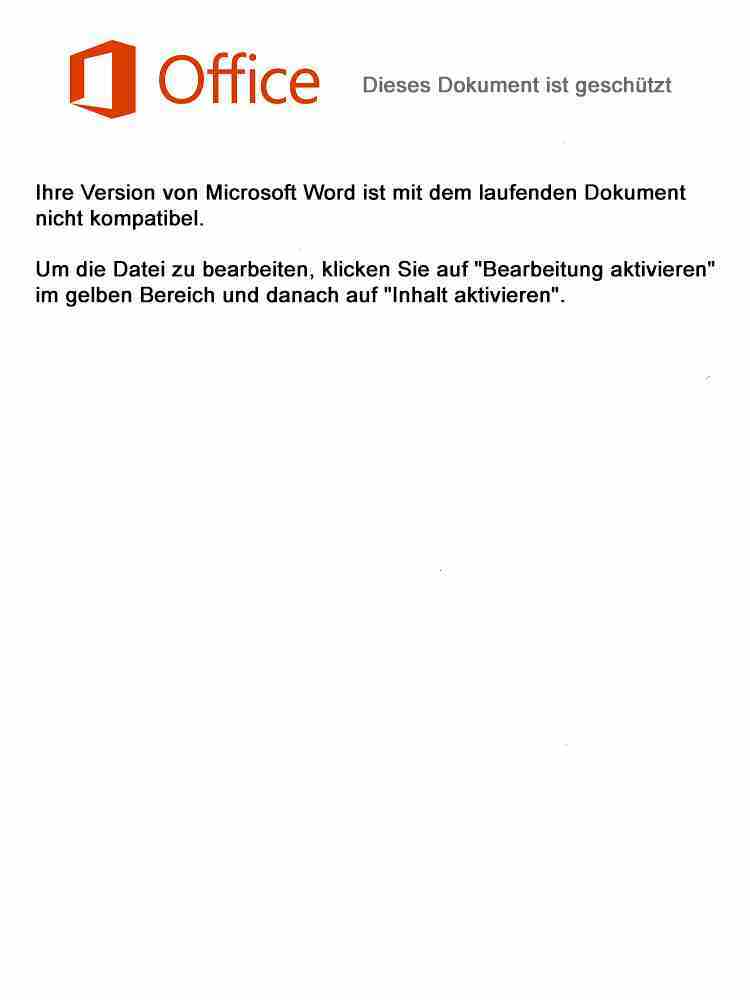 Office Dieses Dokument ist geschützt
Ihre Version von Microsoft Word ist mit dem laufenden Dokument
nicht kompatibel.
Um die Datei zu bearbeiten, klicken Sie auf "Bearbeitung aktivieren"
im gelben Bereich und danach auf "Inhalt aktivieren".